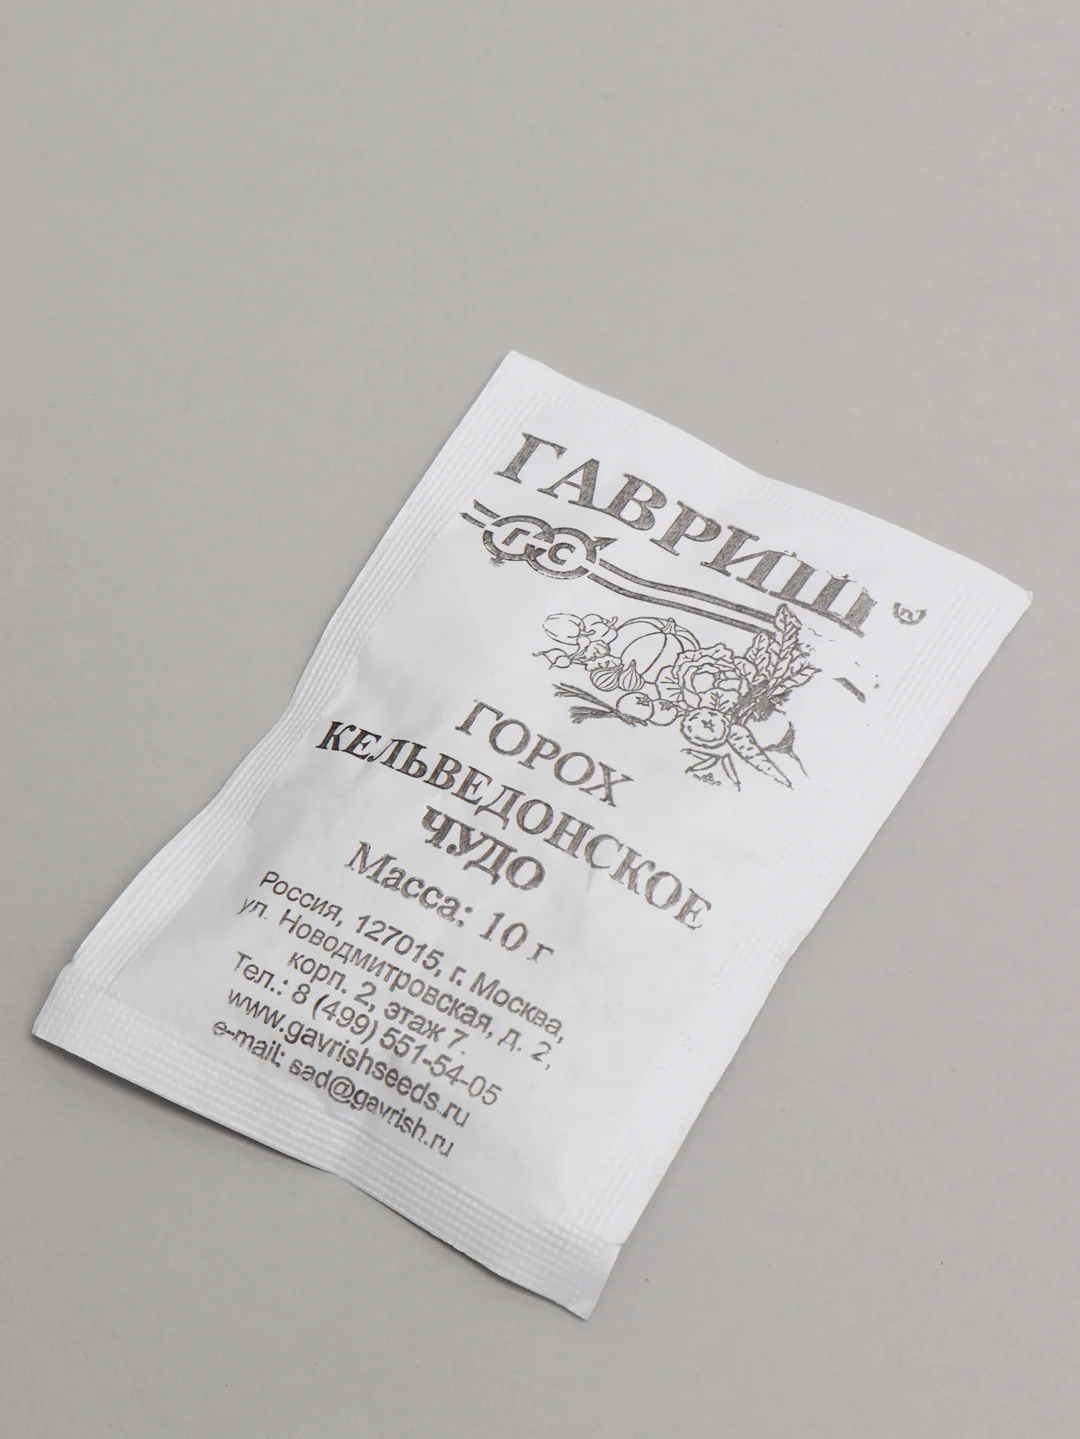 ГАВРИШ
ГС
ГОРОХ
КЕЛЬВЕДОНСКОЕ
ЧУДО
Масса: 10 г
Россия, 127015, г. Москва,
ул. Новодмитровская, д. 2,
корп. 2, этаж 7.
Тел.: 8 (499) 551-54-05
www.gavrishseeds.ru
e-mail: sad@gavrish.ru